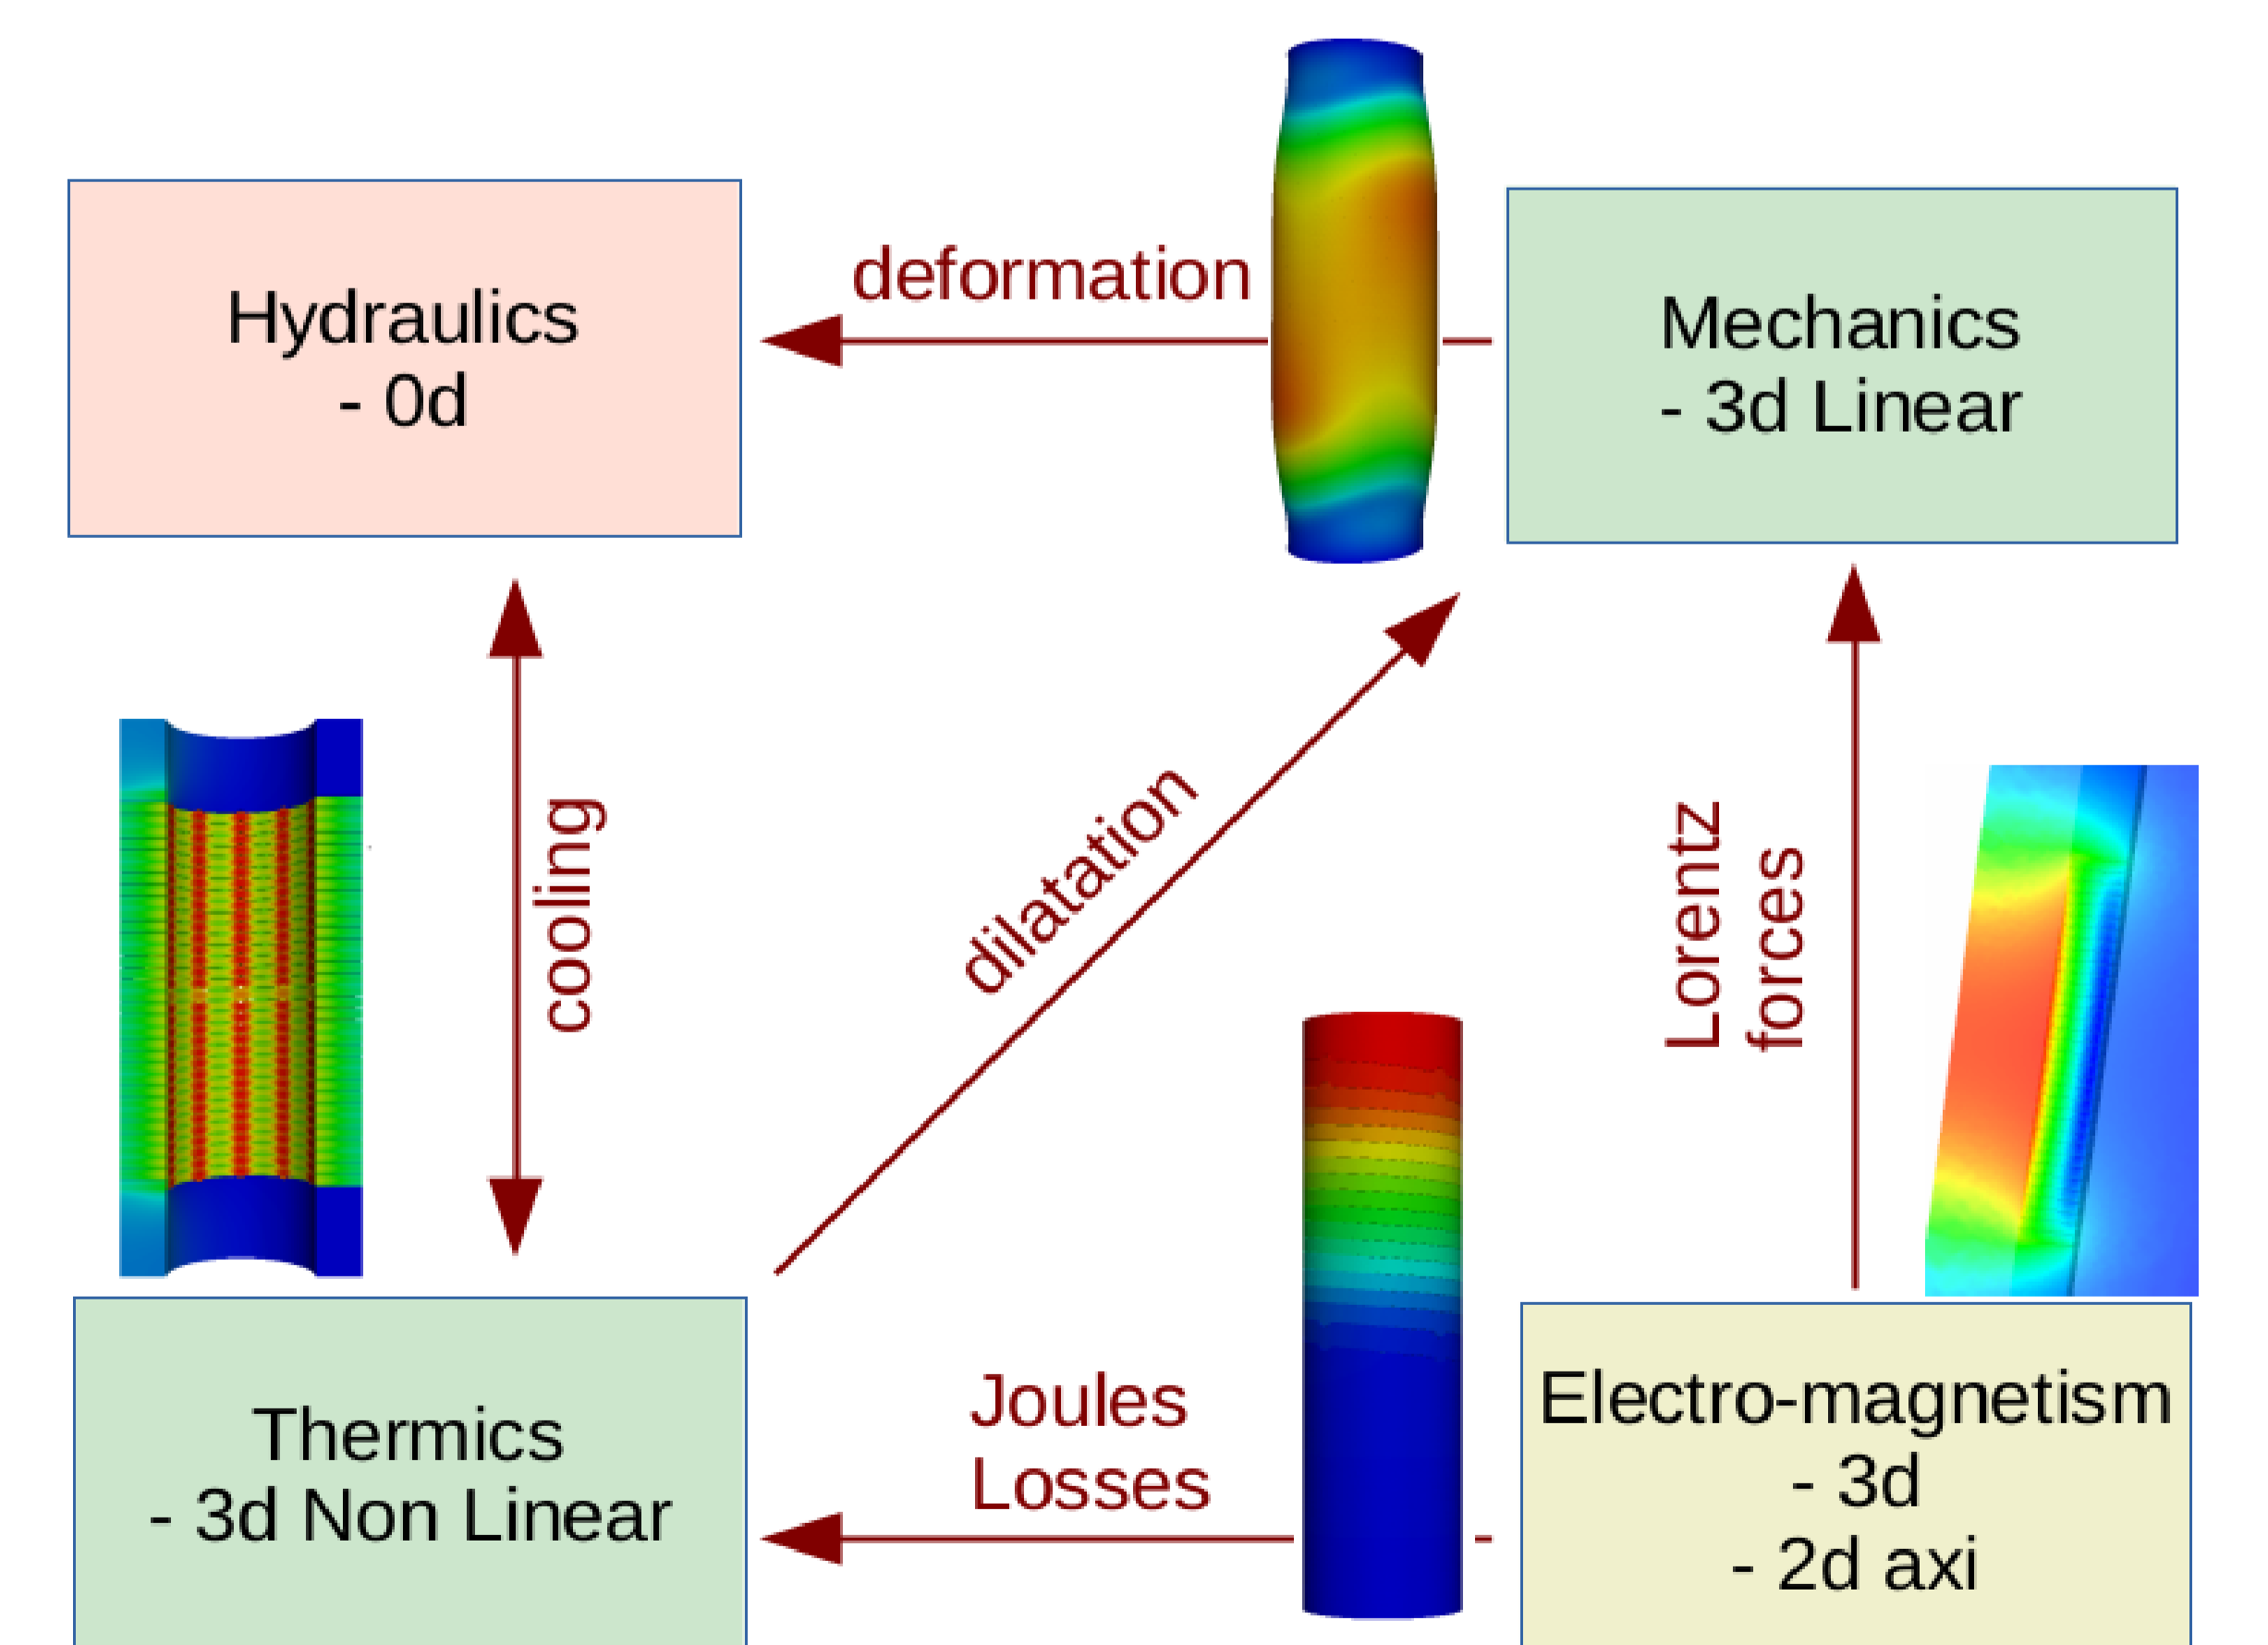 Hydraulics
- 0d
deformation
Mechanics
- 3d Linear
cooling
dilatation
Lorentz
forces
Thermics
- 3d Non Linear
Joules
Losses
Electro-magnetism
- 3d
- 2d axi